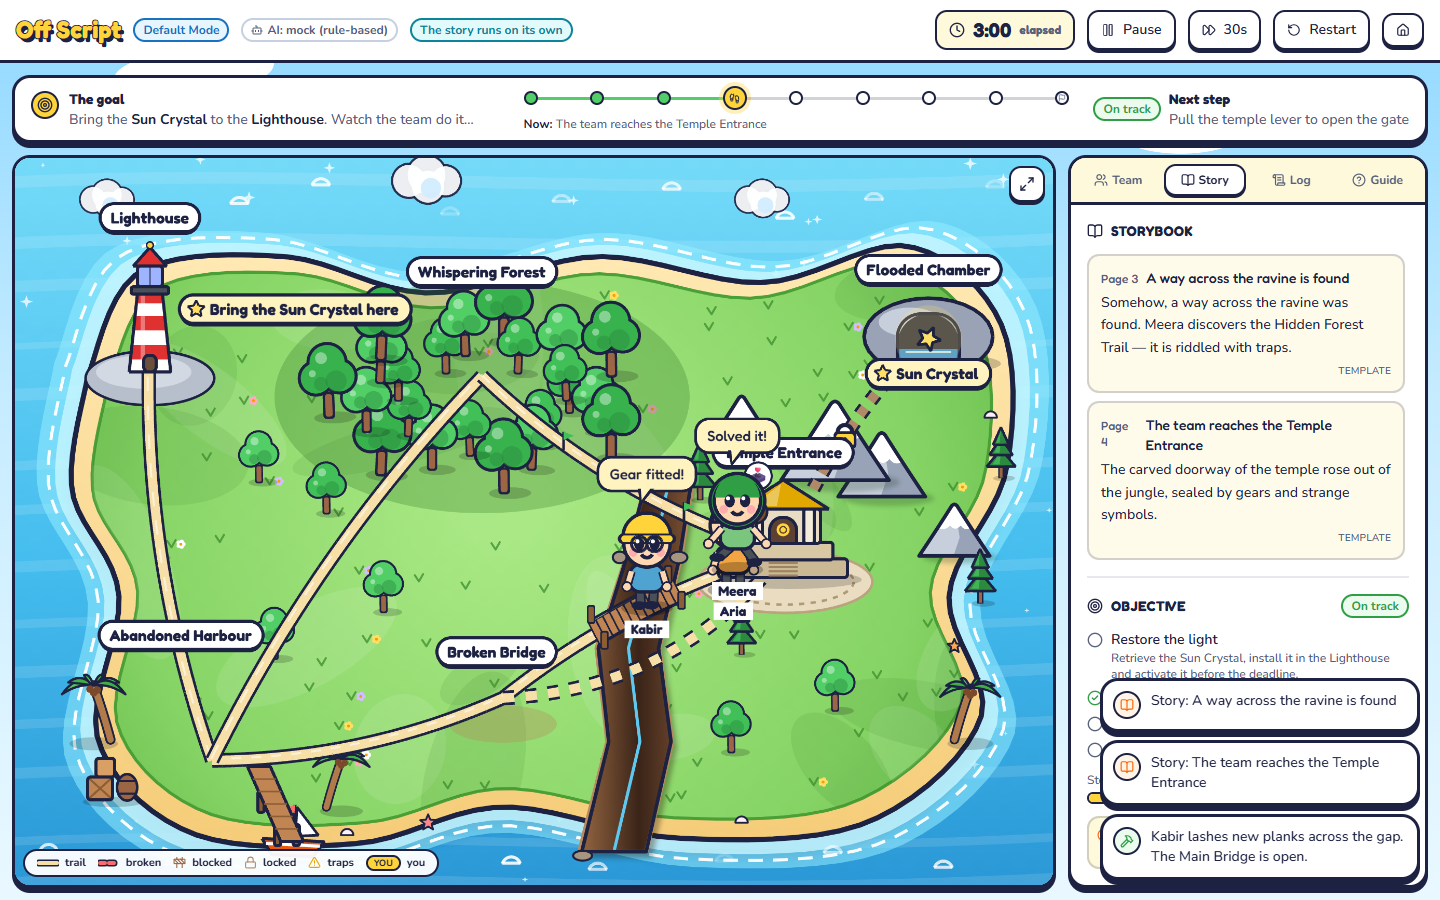 Off Script
Default Mode
AI: mock (rule-based)
The story runs on its own
3:00 elapsed
Pause
30s
Restart
The goal
Bring the Sun Crystal to the Lighthouse. Watch the team do it...
Now: The team reaches the Temple Entrance
On track
Next step
Pull the temple lever to open the gate
Lighthouse
Bring the Sun Crystal here
Whispering Forest
Flooded Chamber
Sun Crystal
Solved it!
Entrance
Gear fitted!
Meera
Aria
Kabir
Abandoned Harbour
Broken Bridge
trail
broken
blocked
locked
traps
YOU
you
Team
Story
Log
Guide
STORYBOOK
Page 3 A way across the ravine is found
Somehow, a way across the ravine was
found. Meera discovers the Hidden Forest
Trail — it is riddled with traps.
TEMPLATE
Page 4
The team reaches the Temple
Entrance
The carved doorway of the temple rose out of
the jungle, sealed by gears and strange
symbols.
TEMPLATE
OBJECTIVE
On track
Restore the light
Retrieve the Sun Crystal, install it in the Lighthouse
and activate it before the deadline.
Story: A way across the ravine is found
Story: The team reaches the Temple
Entrance
Kabir lashes new planks across the gap.
The Main Bridge is open.